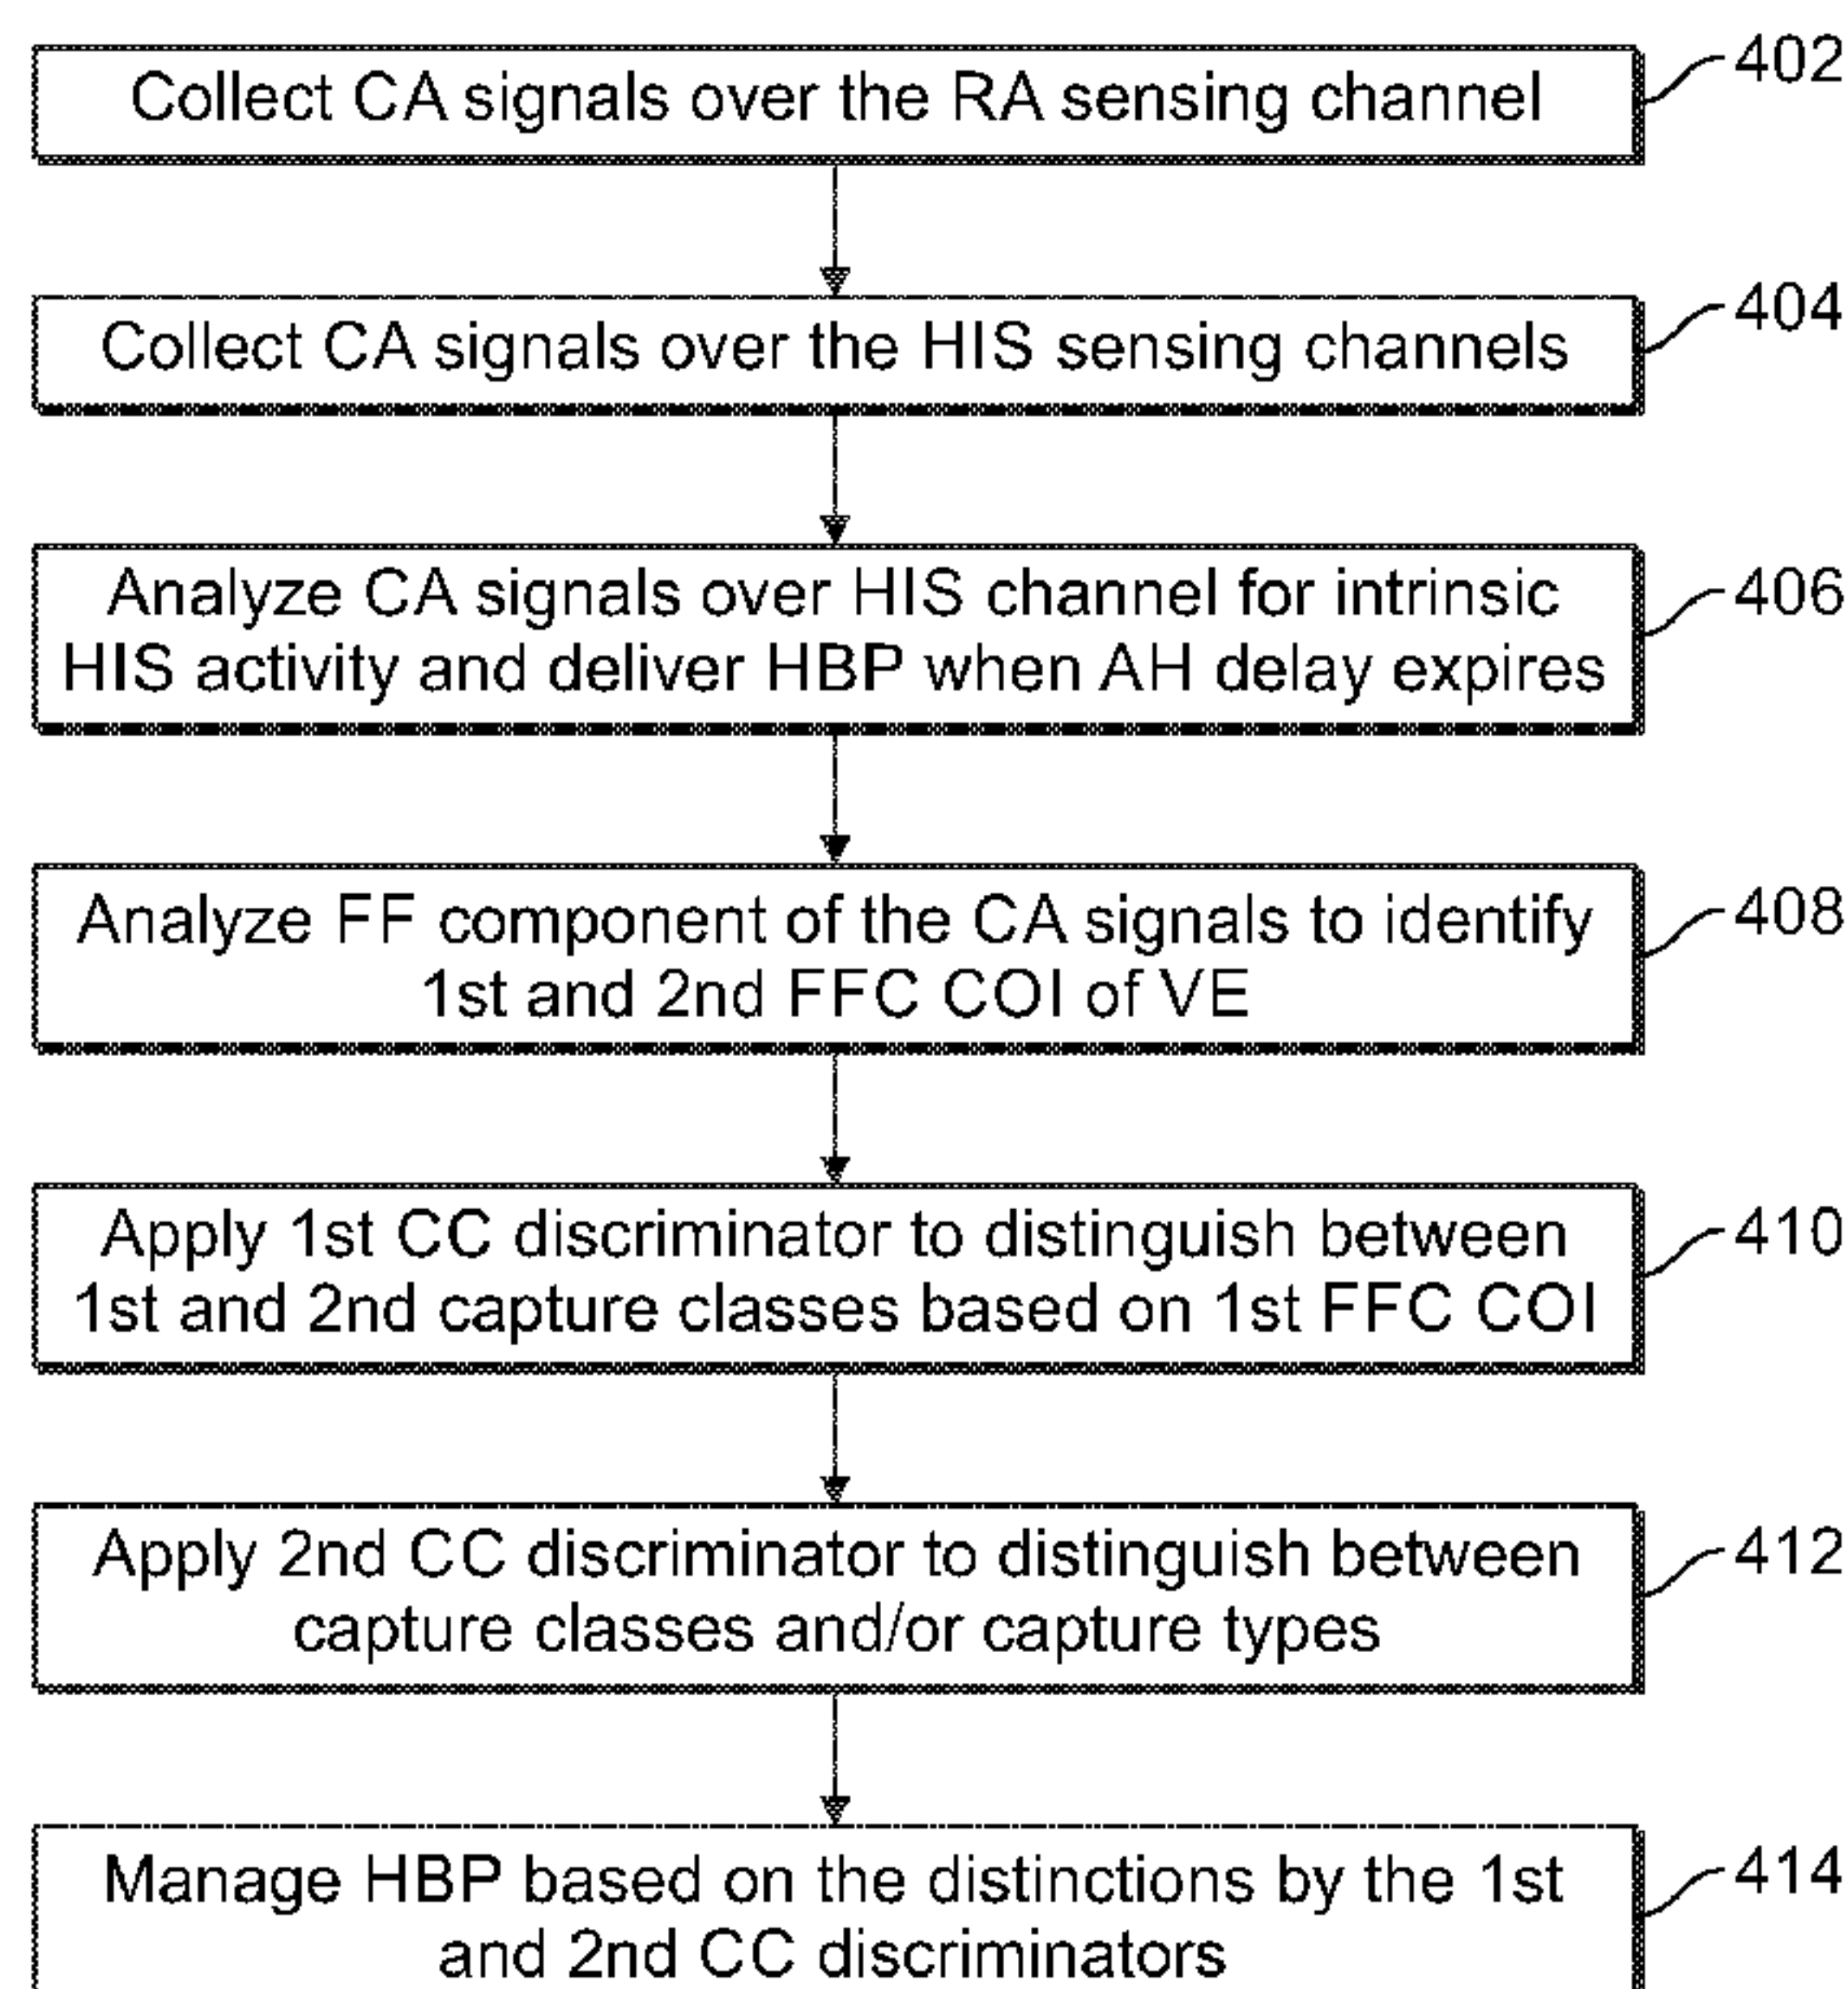 Collect CA signals over the RA sensing channel
402
Collect CA signals over the HIS sensing channels
404
Analyze CA signals over HIS channel for intrinsic
HIS activity and deliver HBP when AH delay expires
406
Analyze FF component of the CA signals to identify
1st and 2nd FFC COI of VE
408
Apply 1st CC discriminator to distinguish between
1st and 2nd capture classes based on 1st FFC COI
410
Apply 2nd CC discriminator to distinguish between
capture classes and/or capture types
412
Manage HBP based on the distinctions by the 1st
and 2nd CC discriminators
414